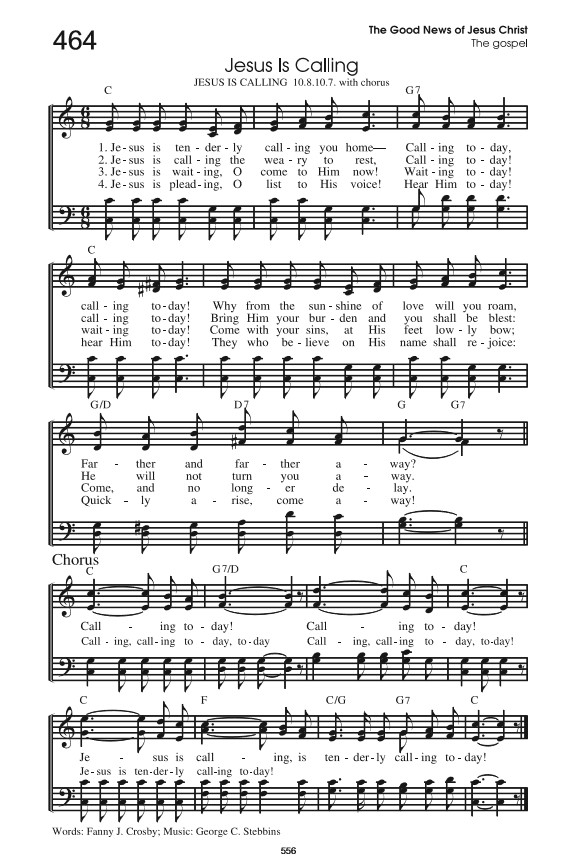 464
The Good News of Jesus Christ
The gospel
Jesus Is Calling
JESUS IS CALLING 10.8.10.7. with chorus
C G7
1. Je - sus is ten - der - ly call - ing you home— Call - ing to - day,
2. Je - sus is call - ing the wea - ry to rest, Call - ing to - day!
3. Je - sus is wait - ing, O come to Him now! Wait - ing to - day!
4. Je - sus is plead - ing, O list to His voice! Hear Him to - day!
C
call - ing to - day! Why from the sun - shine of love will you roam,
call - ing to - day! Bring Him your bur - den and you shall be blest:
wait - ing to - day! Come with your sins, at His feet low - ly bow;
hear Him to - day! They who be - lieve on His name shall re - joice:
G/D D7 G G7
Far - ther and far - ther a - way?
He will not turn you a - way.
Come, and no long - er de - lay.
Quick - ly a - rise, come a - way!
Chorus
C G7/D C
Call - ing to - day! Call - ing to - day!
Call - ing, call - ing to - day, to-day Call - ing, call - ing to - day, to-day!
C F C/G G7 C
Je - sus is call - ing, is ten - der - ly call - ing to - day!
Je-sus is ten-der-ly call-ing to-day!
Words: Fanny J. Crosby; Music: George C. Stebbins
556